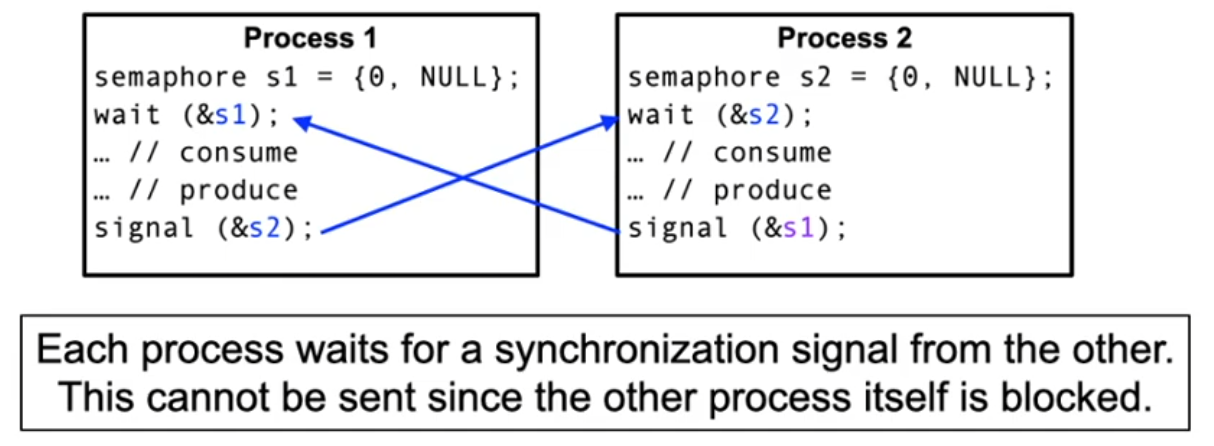 Process 1
semaphore s1 = {0, NULL};
wait (&s1);
… // consume
… // produce
signal (&s2);
Process 2
semaphore s2 = {0, NULL};
wait (&s2);
… // consume
… // produce
signal (&s1);
Each process waits for a synchronization signal from the other.
This cannot be sent since the other process itself is blocked.